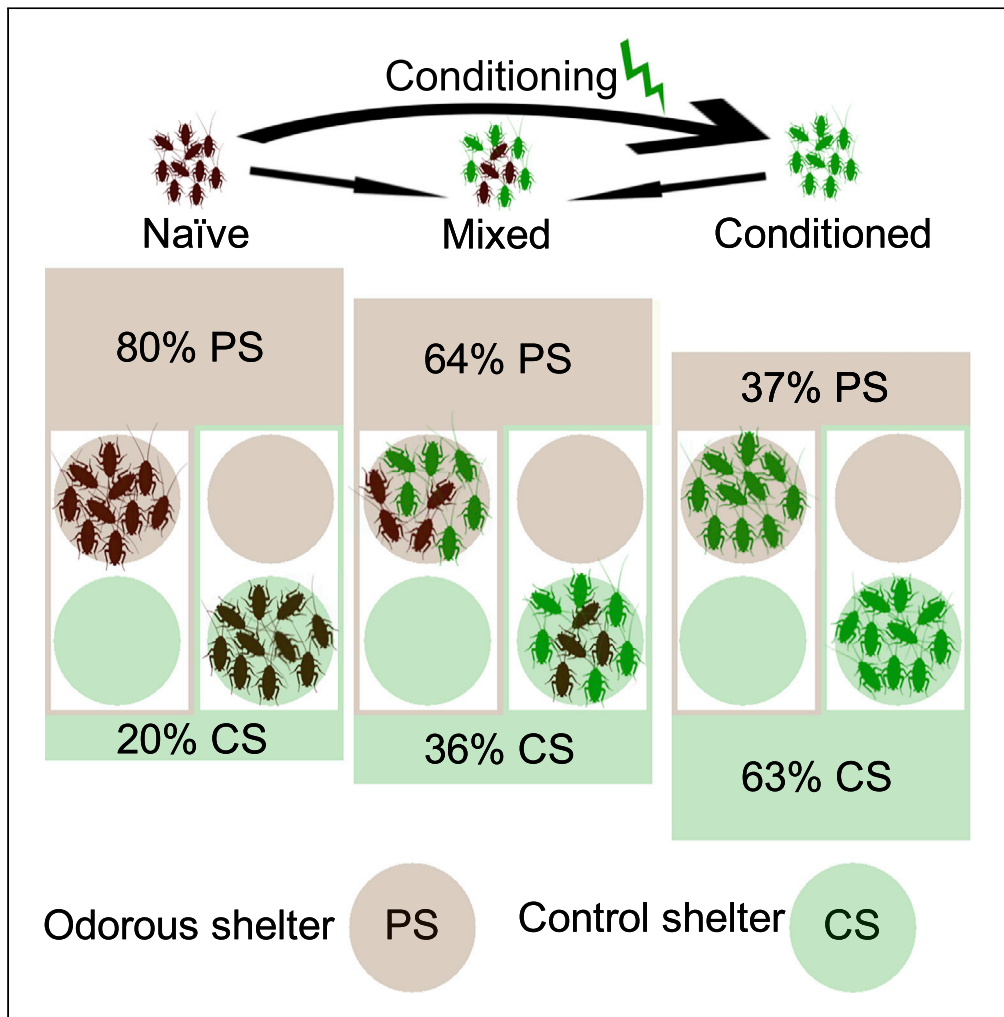 Conditioning
Naïve
Mixed
Conditioned
80% PS
64% PS
37% PS
20% CS
36% CS
63% CS
Odorous shelter
PS
Control shelter
CS